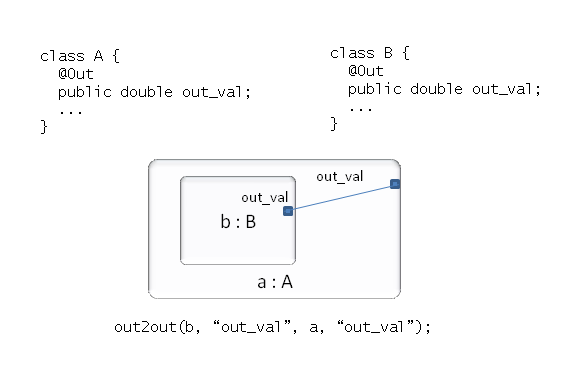 class A {
@Out
public double out_val;
...
}
class B {
@Out
public double out_val;
...
}
out_val
out_val
b : B
a : A
out2out(b, “out_val”, a, “out_val”);